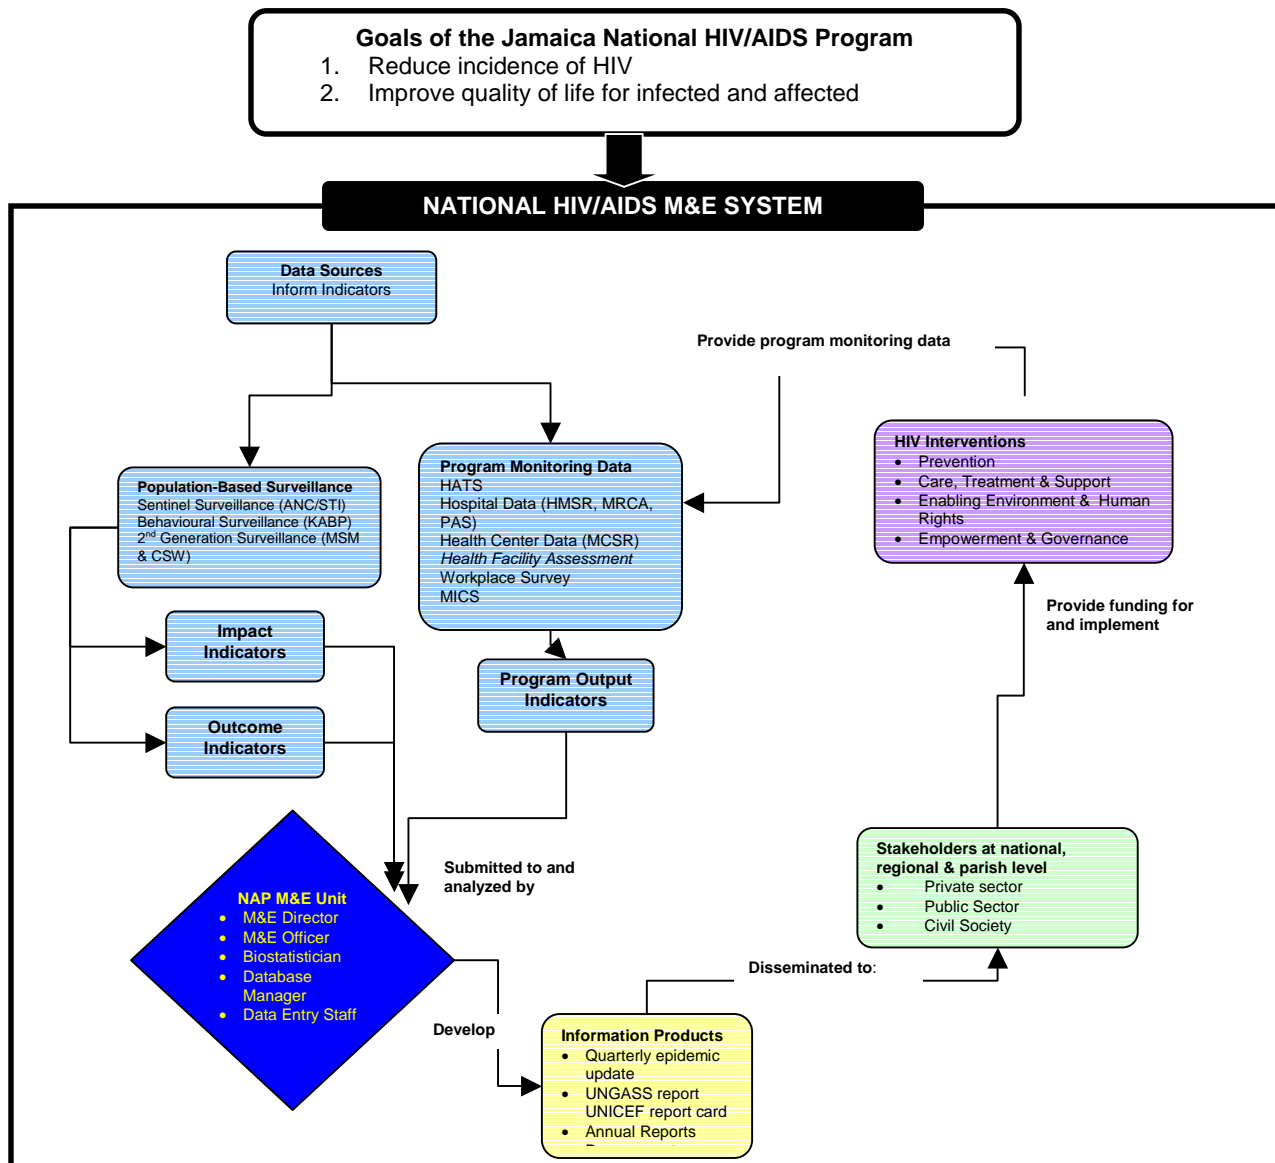 Goals of the Jamaica National HIV/AIDS Program
1. Reduce incidence of HIV
2. Improve quality of life for infected and affected
NATIONAL HIV/AIDS M&E SYSTEM
Data Sources
Inform Indicators
Provide program monitoring data
HIV Interventions
• Prevention
• Care, Treatment & Support
• Enabling Environment & Human
Rights
• Empowerment & Governance
Population-Based Surveillance
Sentinel Surveillance (ANC/STI)
Behavioural Surveillance (KABP)
2nd Generation Surveillance (MSM
& CSW)
Program Monitoring Data
HATS
Hospital Data (HMSR, MRCA,
PAS)
Health Center Data (MCSR)
Health Facility Assessment
Workplace Survey
MICS
Provide funding for
and implement
Impact
Indicators
Program Output
Indicators
Outcome
Indicators
Submitted to and
analyzed by
Stakeholders at national,
regional & parish level
• Private sector
• Public Sector
• Civil Society
NAP M&E Unit
• M&E Director
• M&E Officer
• Biostatistician
• Database
Manager
• Data Entry Staff
Disseminated to:
Develop
Information Products
• Quarterly epidemic
update
• UNGASS report
UNICEF report card
• Annual Reports